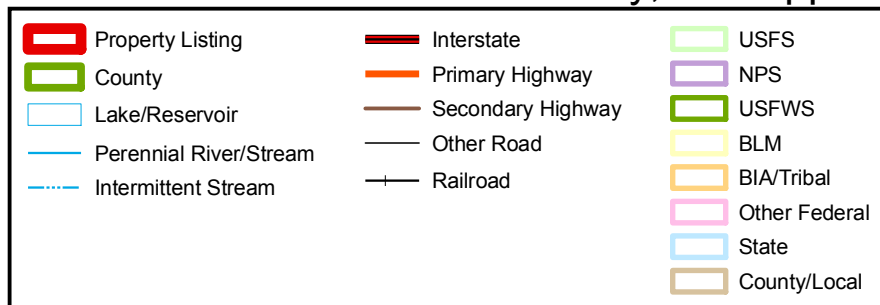 Property Listing
County
Lake/Reservoir
Perennial River/Stream
Intermittent Stream
Interstate
Primary Highway
Secondary Highway
Other Road
Railroad
USFS
NPS
USFWS
BLM
BIA/Tribal
Other Federal
State
County/Local